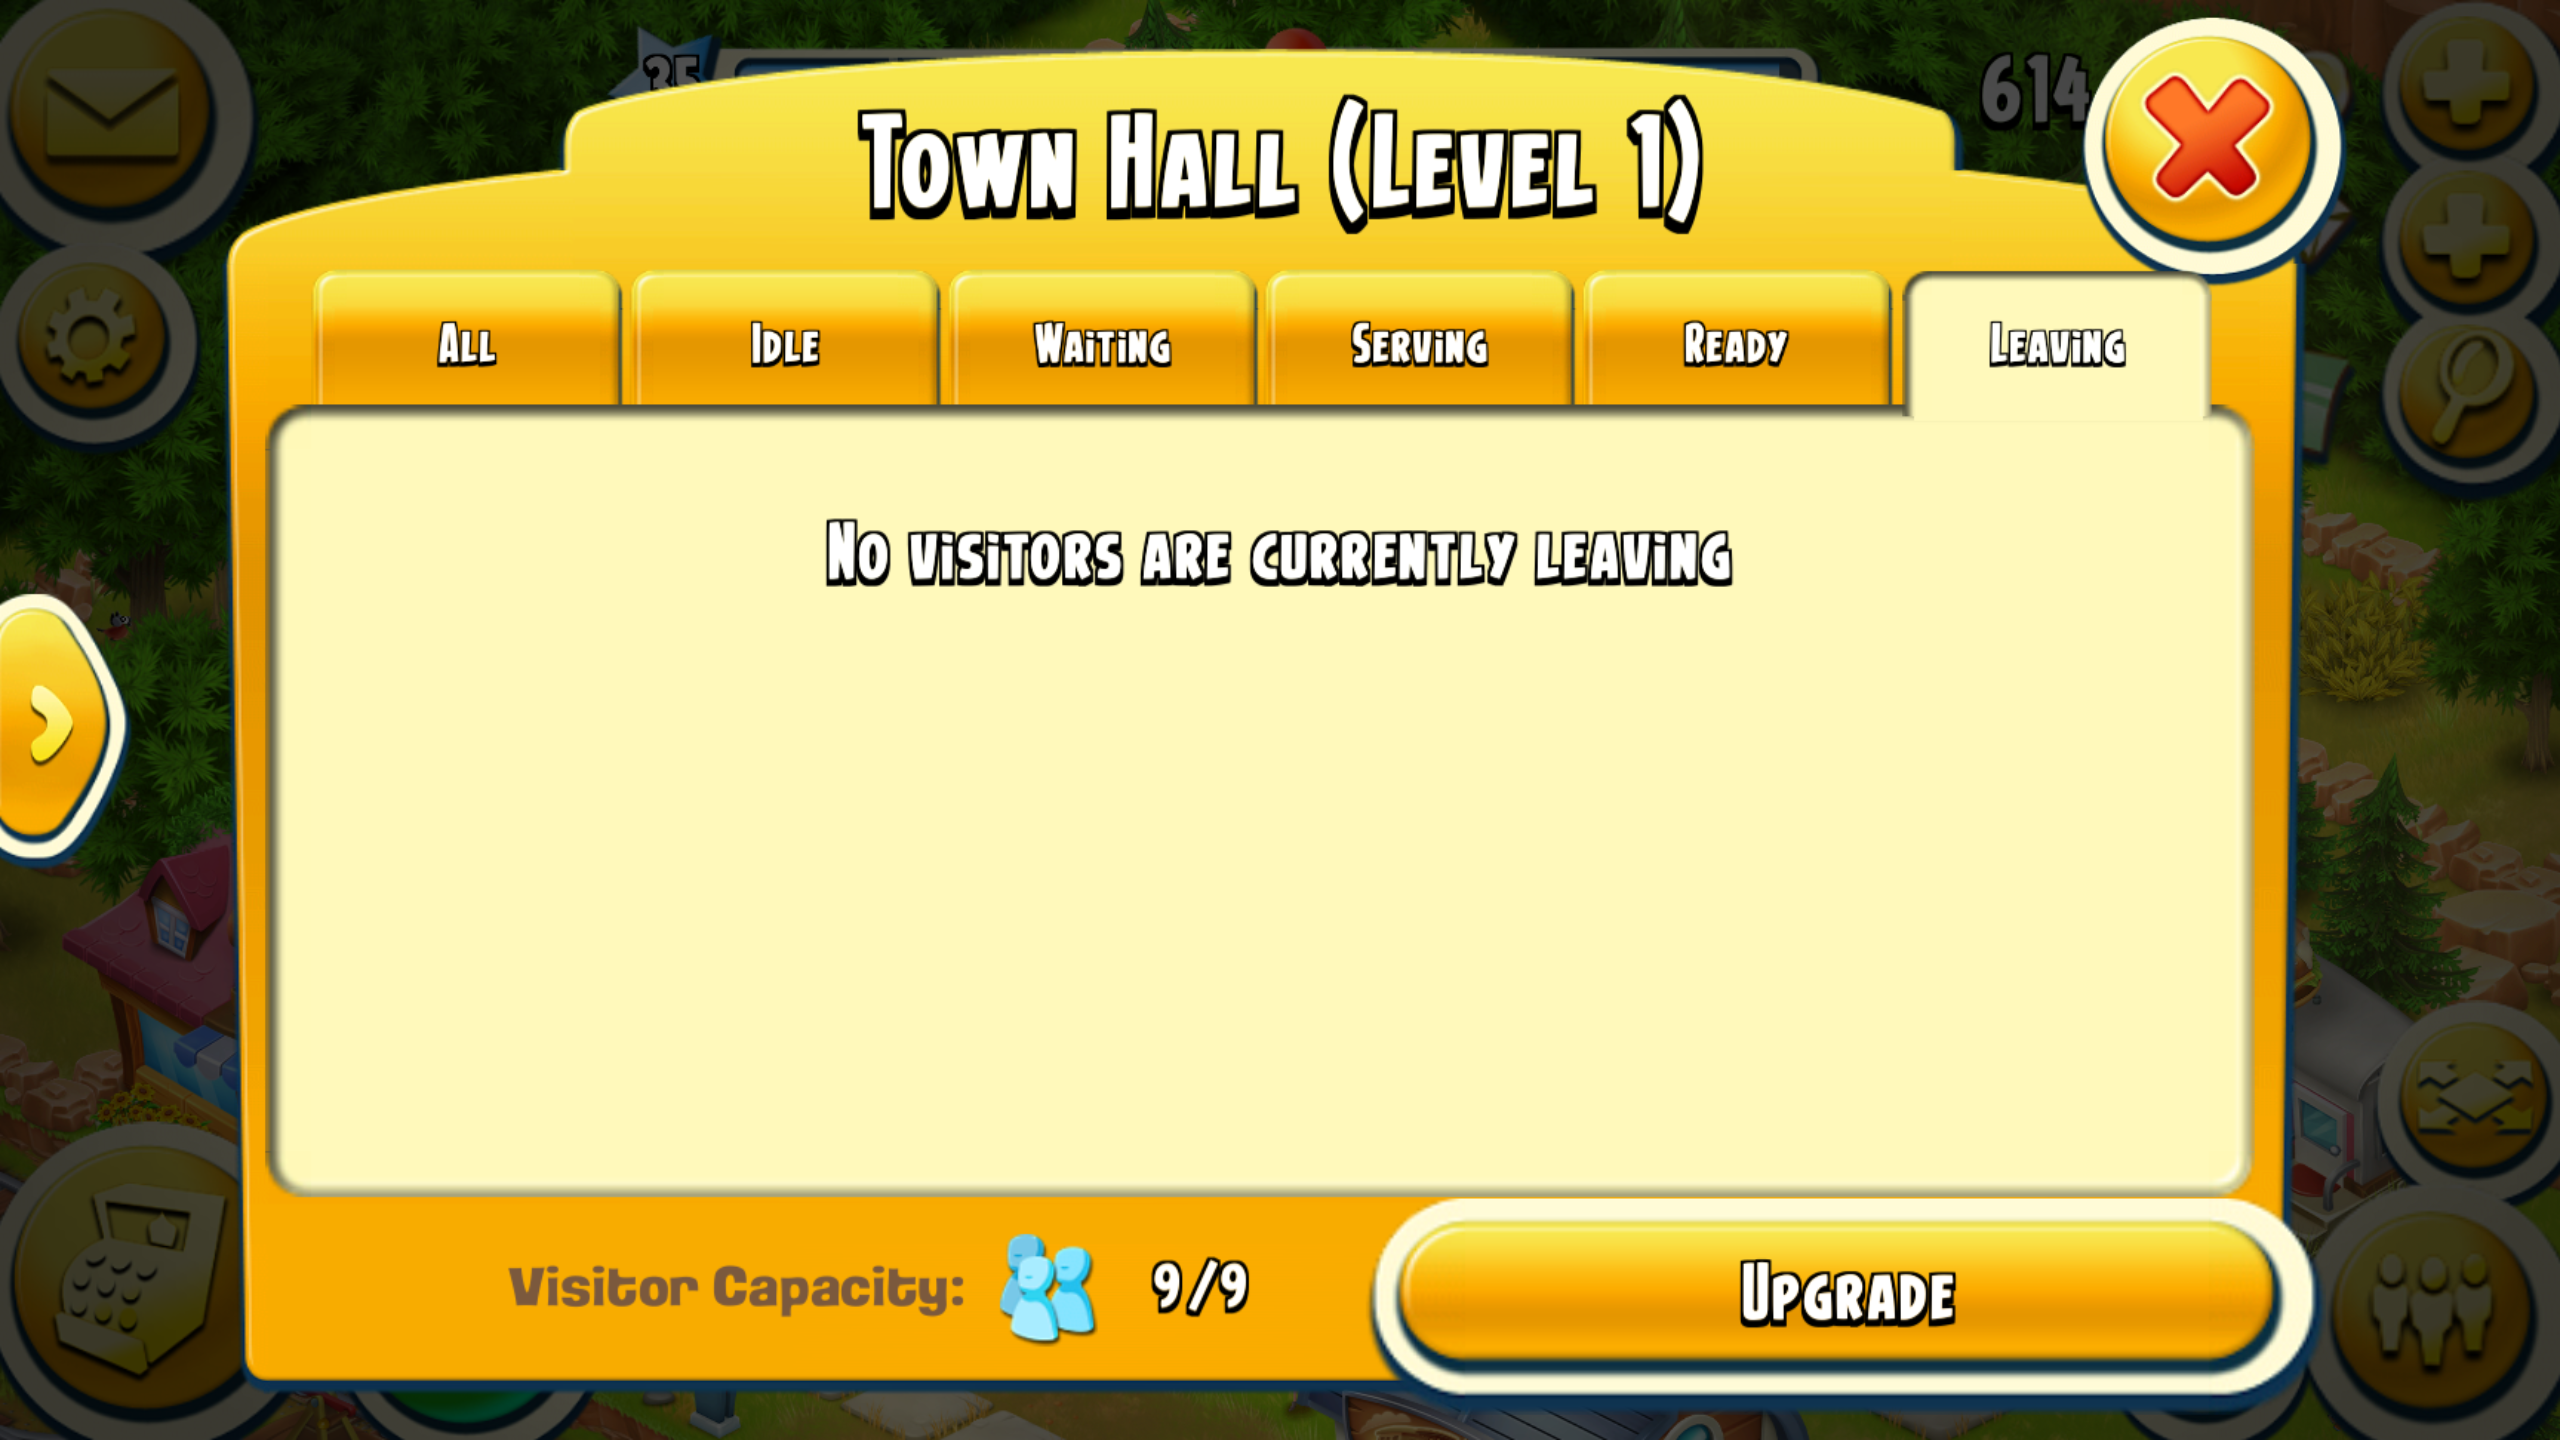 35
614
Town Hall (Level 1)
All
Idle
Waiting
Serving
Ready
Leaving
No visitors are currently leaving
Visitor Capacity:
9/9
Upgrade